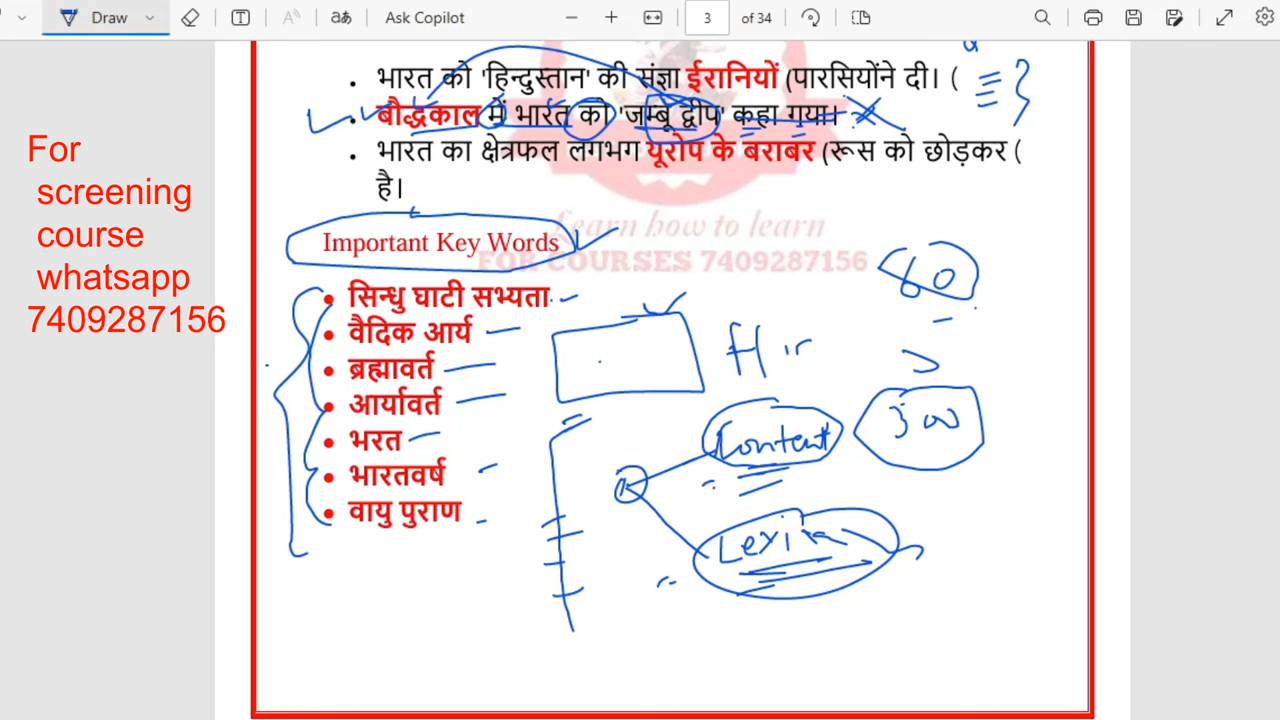 Draw
Ask Copilot
3 of 34
भारत को 'हिन्दुस्तान' की संज्ञा ईरानियों (पारसियोंने दी। (
बौद्धकाल में भारत को 'जम्बू द्वीप' कहा गया।
भारत का क्षेत्रफल लगभग यूरोप के बराबर (रूस को छोड़कर (
है।
Learn how to learn
FOR COURSES 7409287156
For
screening
course
whatsapp
7409287156
Important Key Words
• सिन्धु घाटी सभ्यता
• वैदिक आर्य
• ब्रह्मावर्त
• आर्यावर्त
• भरत
• भारतवर्ष
• वायु पुराण
60
300
Content